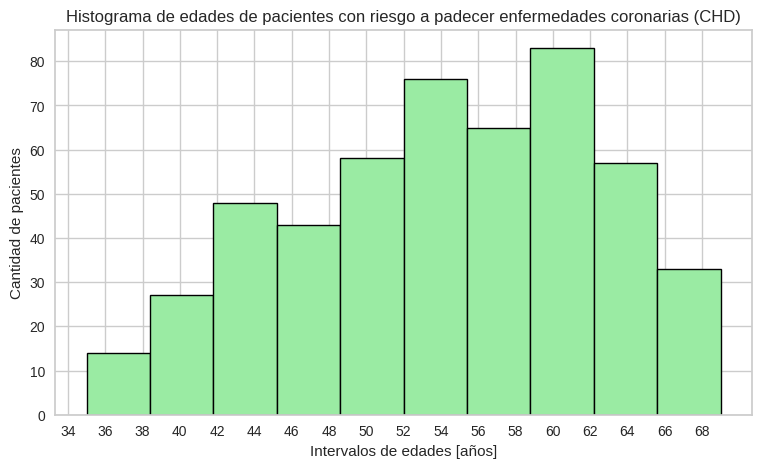 Histograma de edades de pacientes con riesgo a padecer enfermedades coronarias (CHD)
80
70
60
50
40
30
20
10
0
Cantidad de pacientes
34 36 38 40 42 44 46 48 50 52 54 56 58 60 62 64 66 68
Intervalos de edades [años]